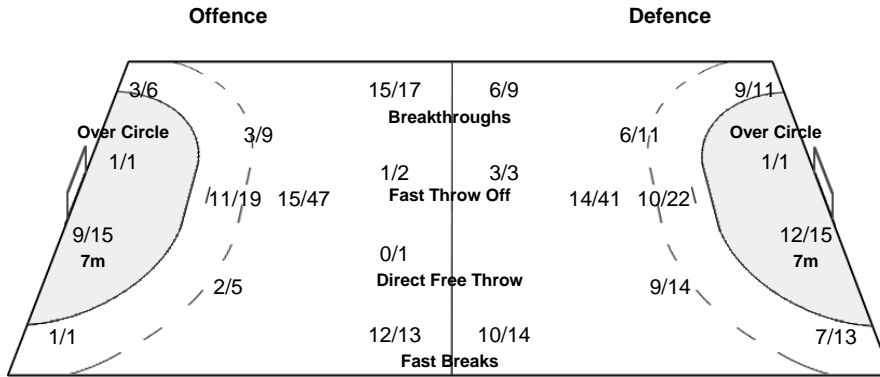 Offence Defence
3/6 15/17 6/9 9/11
Breakthroughs
Over Circle 3/9 6/11 Over Circle
1/1 1/2 3/3 1/1
11/19 15/47 Fast Throw Off 14/41 10/22
9/15 12/15
0/1
7m 7m
2/5 Direct Free Throw 9/14
1/1 12/13 10/14 7/13
Fast Breaks